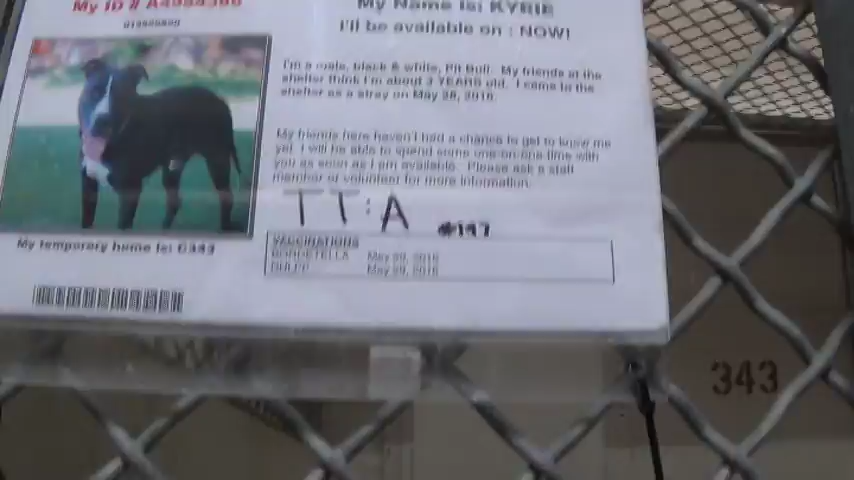 My ID # A4954366
My Name is: KYRIE
I'll be available on : NOW!
I'm a male, black & white, Pit Bull. My friends at the
shelter think I'm about 3 YEARS old. I came to the
shelter as a stray on May 28, 2016.
My friends here haven't had a chance to get to know me
yet. I will be able to spend some one-on-one time with
you as soon as I am available. Please ask a staff
member or volunteer for more information.
TT:A #147
My temporary home is: C343
VACCINATIONS
BORDETELLA May 29, 2016
DHLPP May 29, 2016
343